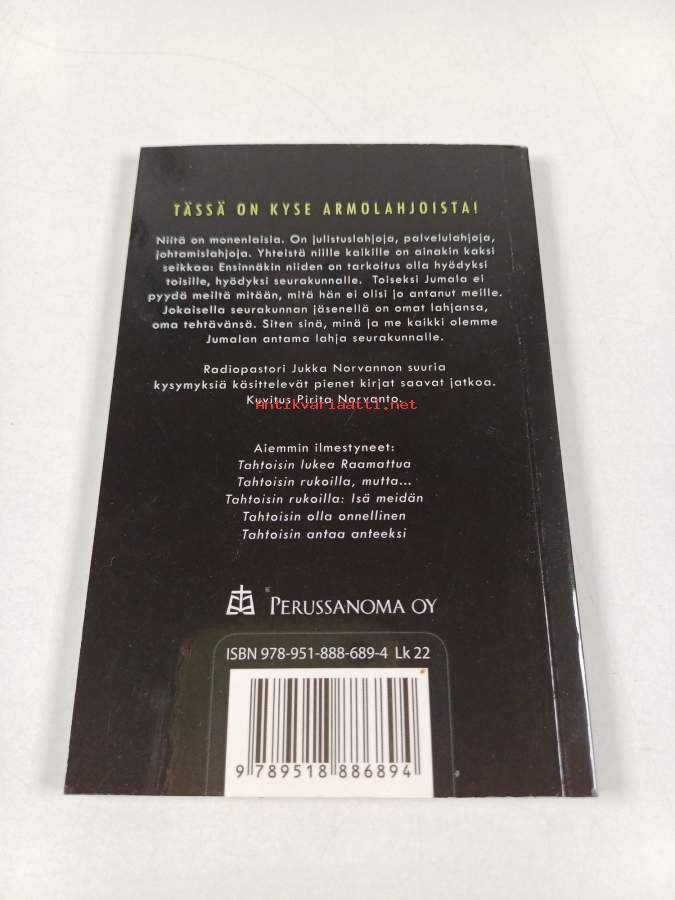 TÄSSÄ ON KYSE ARMOLAHJOISTA!
Niitä on monenlaisia. On julistuslahjoja, palvelulahjoja,
johtamislahjoja. Yhteistä niille kaikille on ainakin kaksi
seikkaa: Ensinnäkin niiden on tarkoitus olla hyödyksi
toisille, hyödyksi seurakunnalle. Toiseksi Jumala ei
pyydä meiltä mitään, mitä hän ei olisi jo antanut meille.
Jokaisella seurakunnan jäsenellä on omat lahjansa,
oma tehtävänsä. Siten sinä, minä ja me kaikki olemme
Jumalan antama lahja seurakunnalle.
Radiopastori Jukka Norvannon suuria
kysymyksiä käsittelevät pienet kirjat saavat jatkoa.
Kuvitus Pirita Norvanto.
Antikvariaatti.net
Aiemmin ilmestyneet:
Tahtoisin lukea Raamattua
Tahtoisin rukoilla, mutta...
Tahtoisin rukoilla: Isä meidän
Tahtoisin olla onnellinen
Tahtoisin antaa anteeksi
PERUSSANOMA OY
ISBN 978-951-888-689-4 Lk 22
9 789518 886894